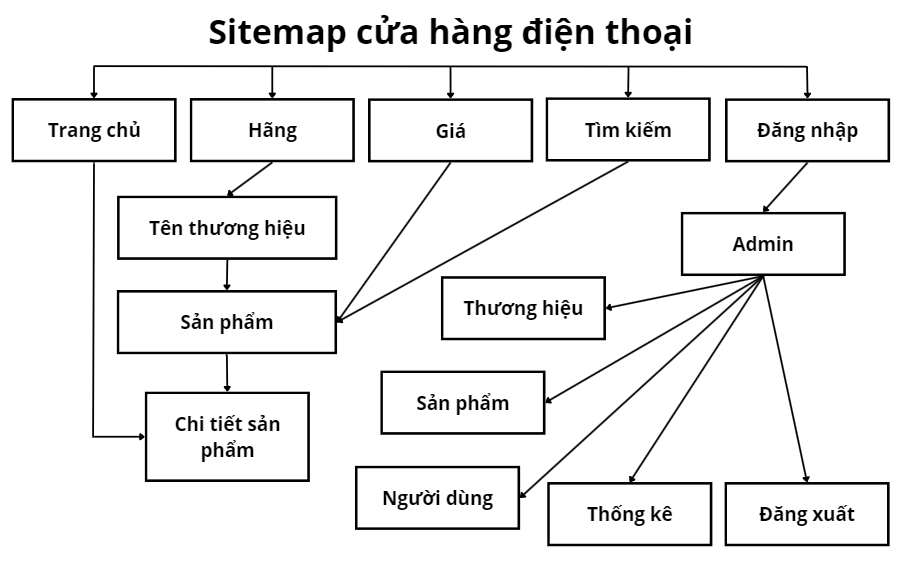 Sitemap cửa hàng điện thoại
Trang chủ
Hãng
Giá
Tìm kiếm
Đăng nhập
Tên thương hiệu
Admin
Thương hiệu
Sản phẩm
Sản phẩm
Chi tiết sản
phẩm
Người dùng
Thống kê
Đăng xuất